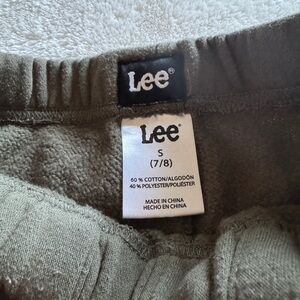 Lee®
Lee®
S
(7/8)
60 % COTTON/ALGODÓN
40 % POLYESTER/POLIÉSTER
MADE IN CHINA
HECHO EN CHINA